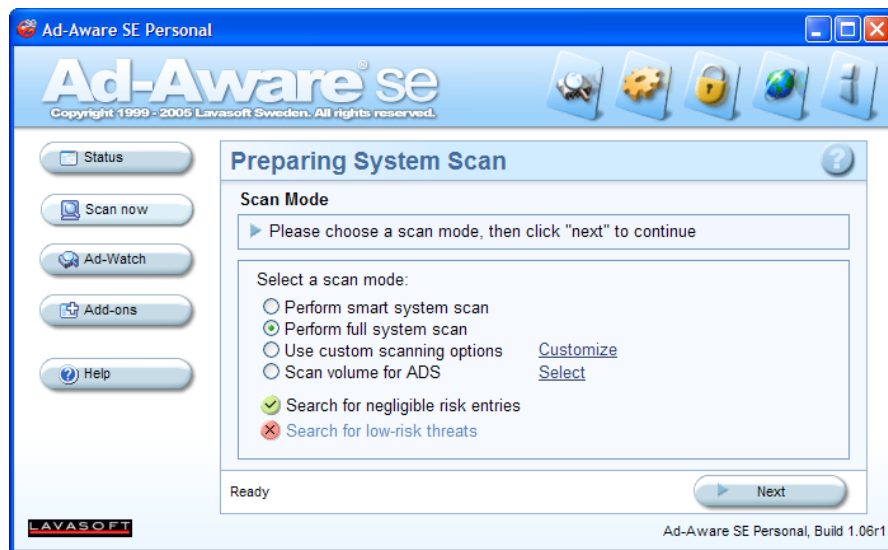 Ad-Aware SE Personal
Ad-Aware® se
Copyright 1999 - 2005 Lavasoft Sweden. All rights reserved.
Status
Scan now
Ad-Watch
Add-ons
Help
Preparing System Scan
?
Scan Mode
Please choose a scan mode, then click "next" to continue
Select a scan mode:
Perform smart system scan
Perform full system scan
Use custom scanning options Customize
Scan volume for ADS Select
Search for negligible risk entries
Search for low-risk threats
Ready
Next
LAVASOFT
Ad-Aware SE Personal, Build 1.06r1